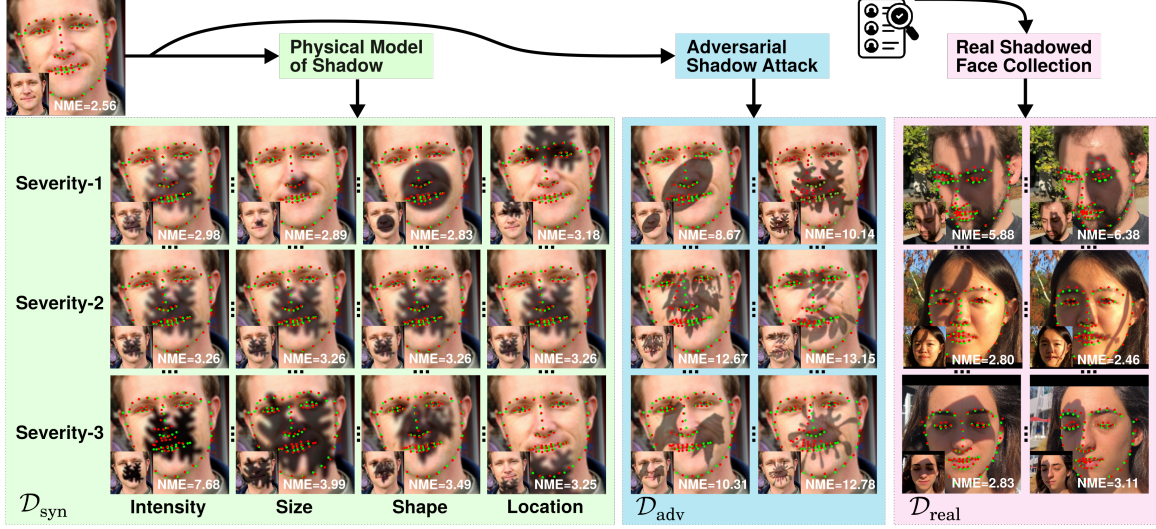 NME=2.56
Physical Model
of Shadow
Adversarial
Shadow Attack
Real Shadowed
Face Collection
Severity-1
NME=2.98
NME=2.89
NME=2.83
NME=3.18
NME=8.67
NME=10.14
NME=5.88
NME=6.38
Severity-2
NME=3.26
NME=3.26
NME=3.26
NME=3.26
NME=12.67
NME=13.15
NME=2.80
NME=2.46
Severity-3
NME=7.68
NME=3.99
NME=3.49
NME=3.25
NME=10.31
NME=12.78
NME=2.83
NME=3.11
𝒟syn
Intensity
Size
Shape
Location
𝒟adv
𝒟real